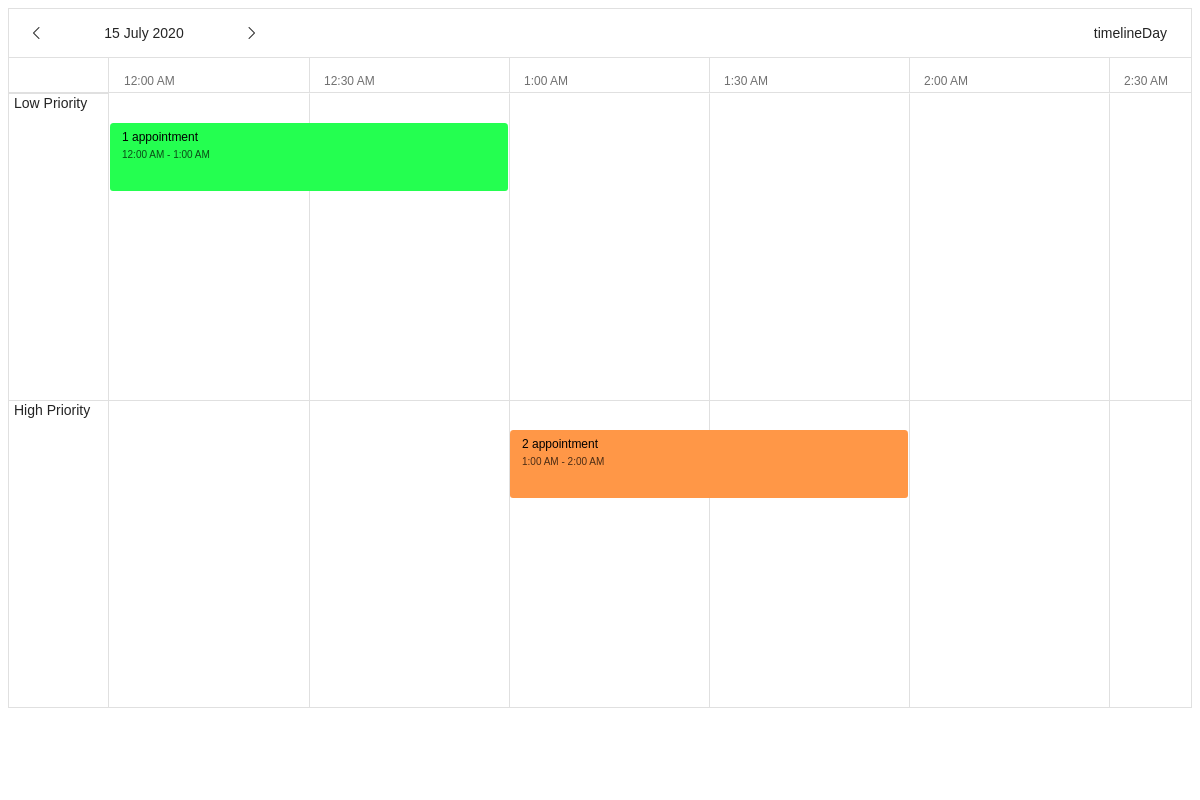 15 July 2020
timelineDay
12:00 AM
12:30 AM
1:00 AM
1:30 AM
2:00 AM
2:30 AM
Low Priority
1 appointment
12:00 AM - 1:00 AM
High Priority
2 appointment
1:00 AM - 2:00 AM